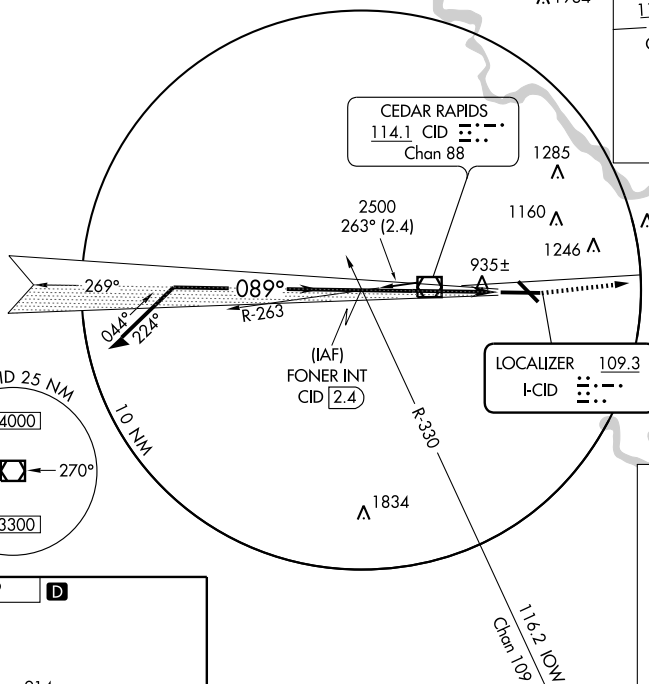 CEDAR RAPIDS
114.1 CID
Chan 88
1285
1160
1246
2500
263° (2.4)
935±
269°
089°
R-263
044°
224°
(IAF)
FONER INT
CID 2.4
LOCALIZER 109.3
I-CID
R-330
10 NM
25 NM
4000
270°
3300
1834
D
116.2 IOW
Chan 109